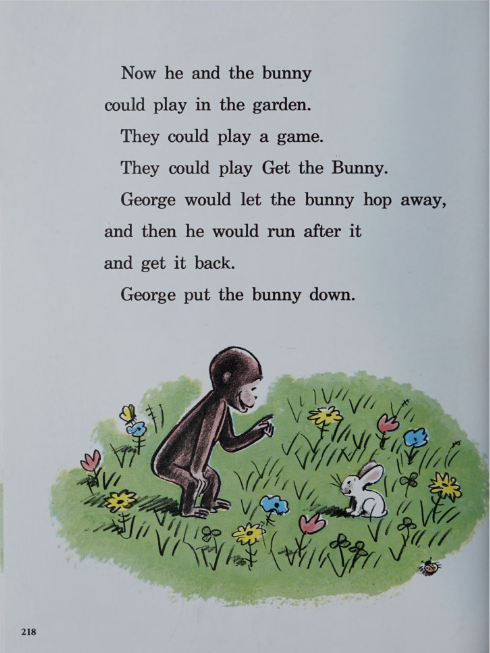 Now he and the bunny
could play in the garden.
They could play a game.
They could play Get the Bunny.
George would let the bunny hop away,
and then he would run after it
and get it back.
George put the bunny down.
218